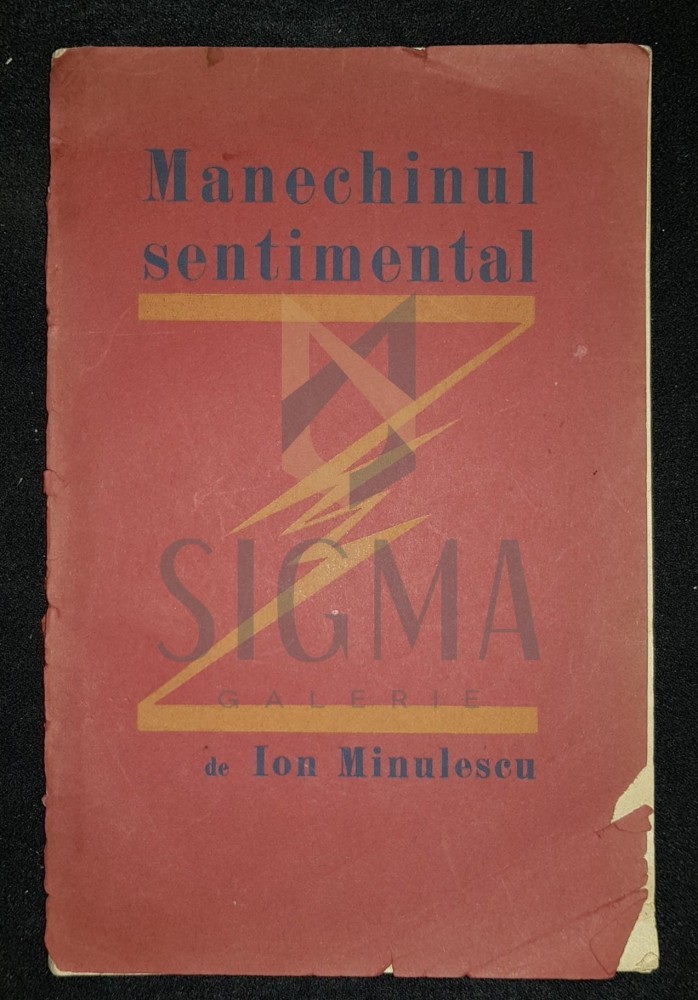 Manechinul
sentimental
SIGMA
GALERIE
de Ion Minulescu